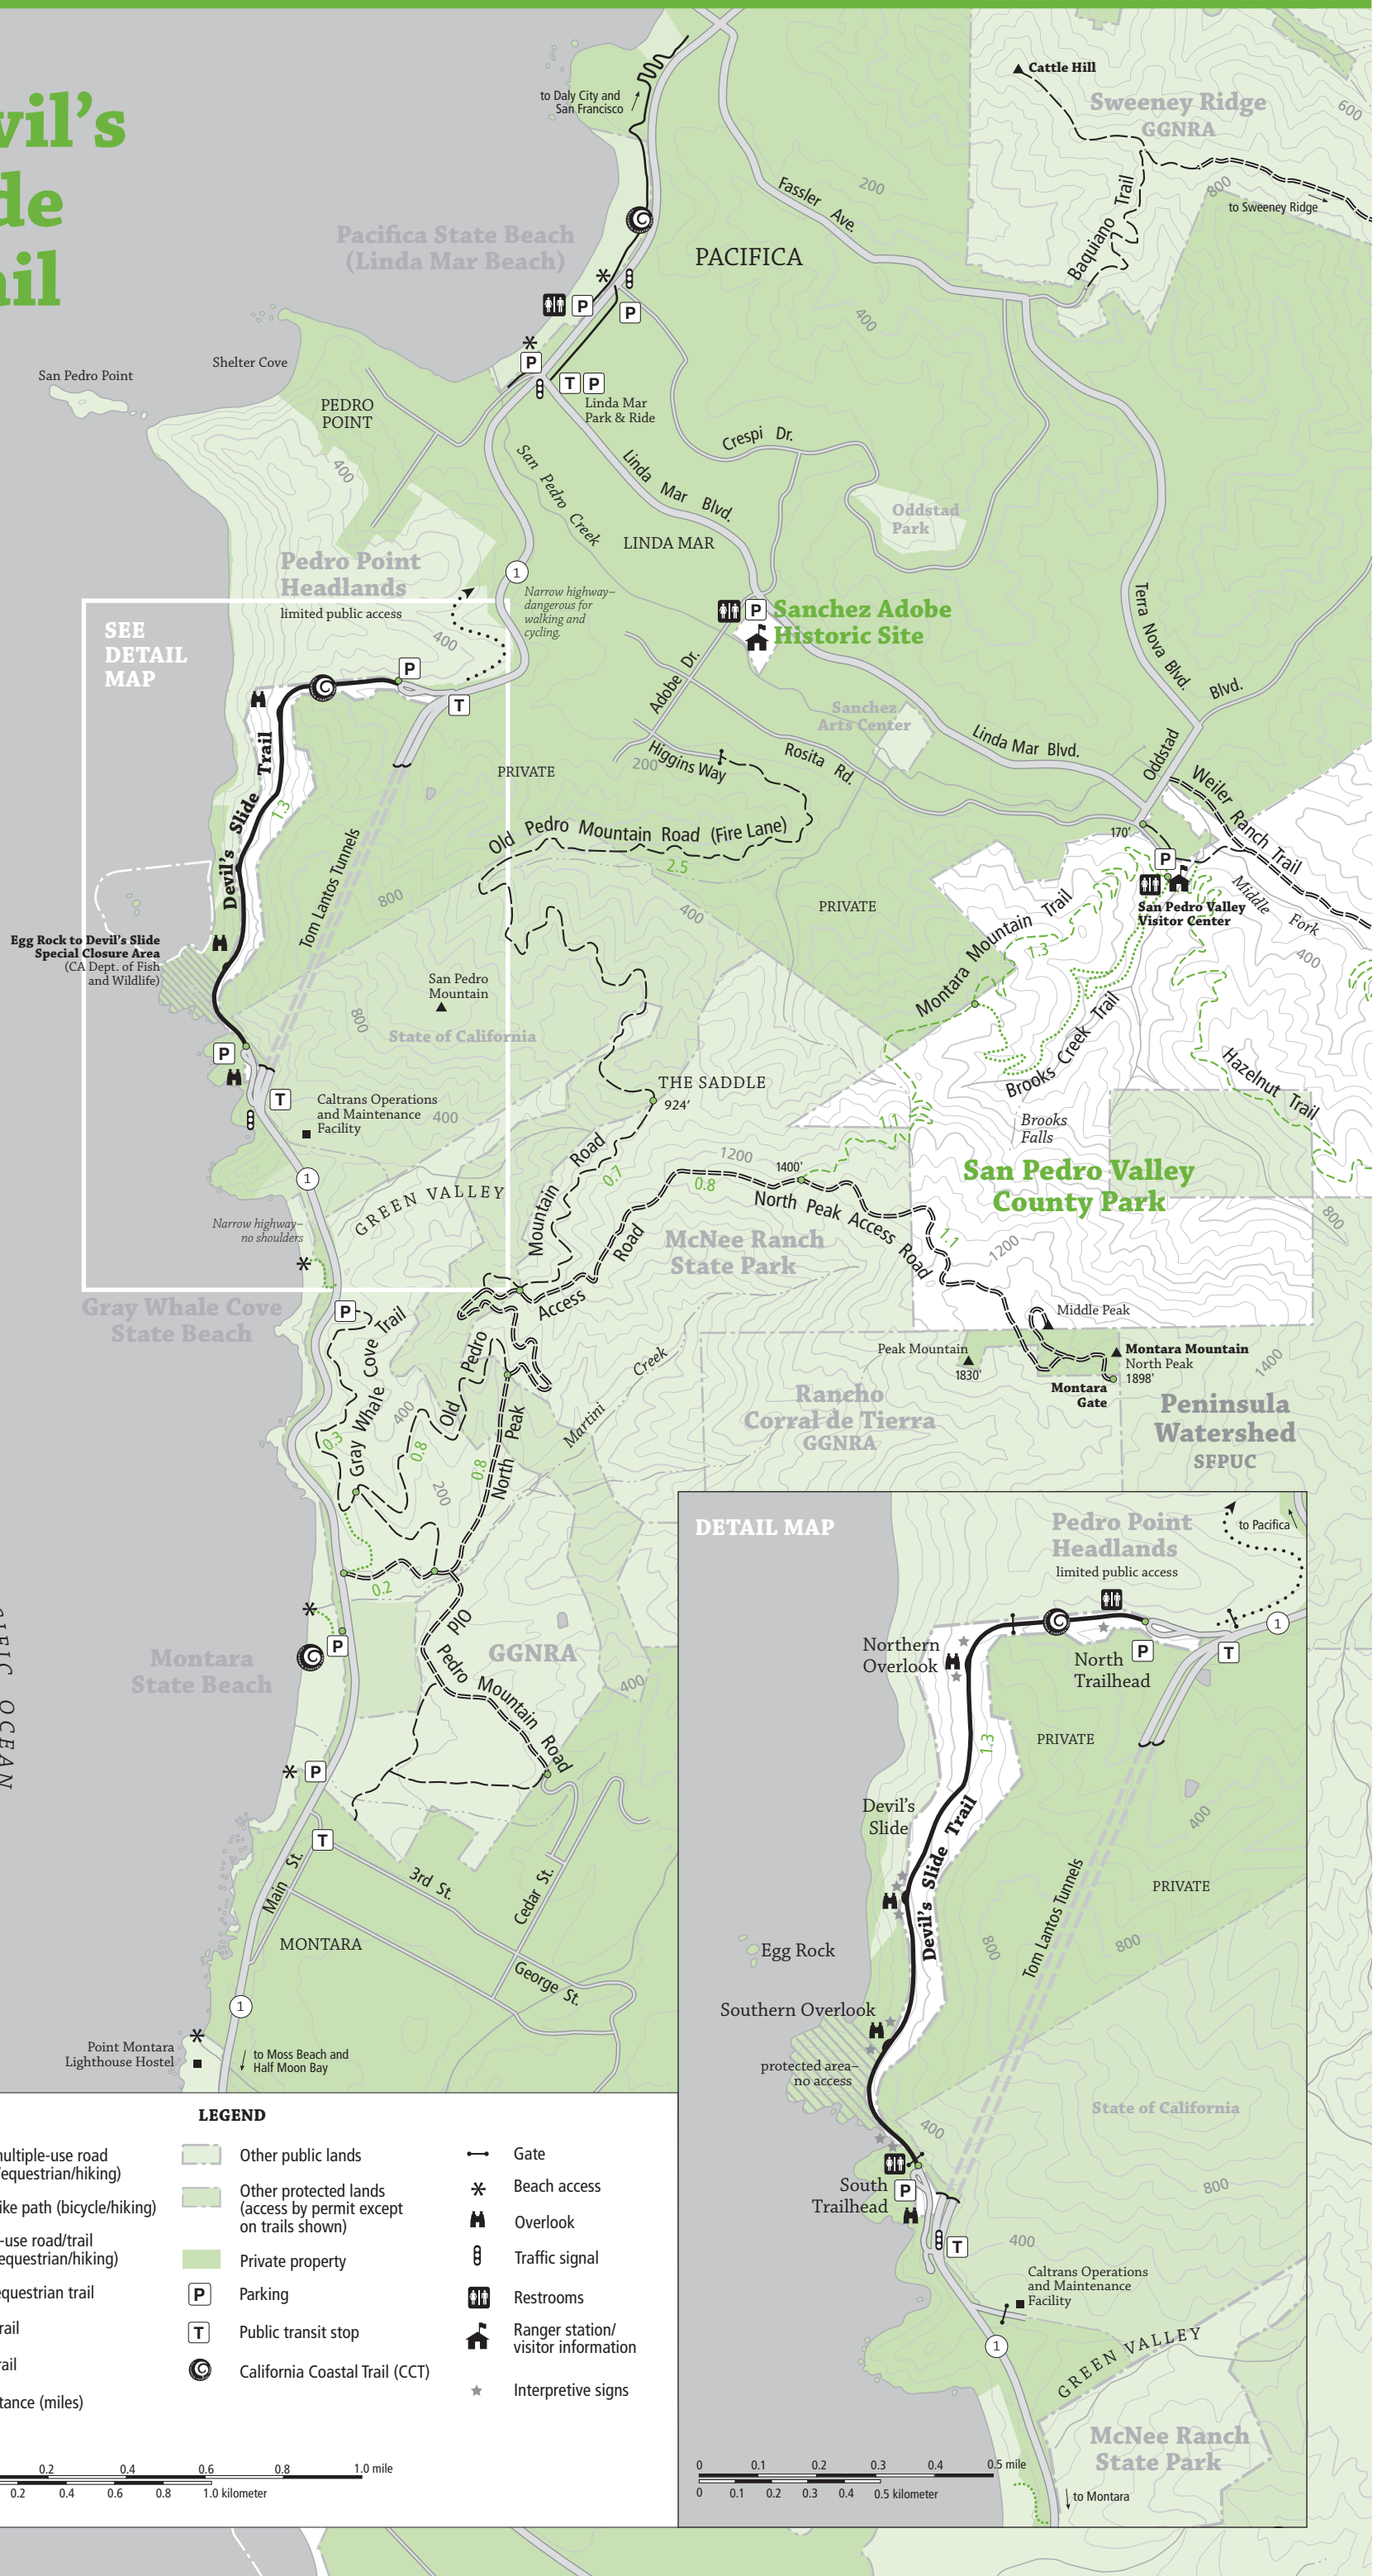 vil's
de
ail
to Daly City and
San Francisco
Cattle Hill
Sweeney Ridge
GGNRA
600
Fassler Ave.
200
800
to Sweeney Ridge
Baquiano Trail
Pacifica State Beach
(Linda Mar Beach)
PACIFICA
P
P
400
Shelter Cove
San Pedro Point
P
T P
Linda Mar
Park & Ride
PEDRO
POINT
400
Crespi Dr.
San Pedro Creek
Linda Mar Blvd.
Oddstad
Park
LINDA MAR
Pedro Point
Headlands
limited public access
1
Narrow highway–
dangerous for
walking and
cycling.
400
SEE
DETAIL
MAP
P
Sanchez Adobe
Historic Site
Terra Nova Blvd.
Blvd.
P
T
Adobe Dr.
Sanchez
Arts Center
Linda Mar Blvd.
Oddstad
Higgins Way
200
Rosita Rd.
PRIVATE
Devil's Slide Trail
1.3
Weiler Ranch Trail
Old Pedro Mountain Road (Fire Lane)
2.5
170'
P
Tom Lantos Tunnels
800
400
PRIVATE
San Pedro Valley
Visitor Center
Middle Fork
400
Montara Mountain Trail
1.3
Egg Rock to Devil's Slide
Special Closure Area
(CA Dept. of Fish
and Wildlife)
San Pedro
Mountain
800
State of California
Brooks Creek Trail
Hazelnut Trail
P
T
Caltrans Operations
and Maintenance
Facility
400
THE SADDLE
924'
1.1
Brooks
Falls
San Pedro Valley
County Park
1
GREEN VALLEY
Mountain Road
0.7
1200
1400'
0.8
North Peak Access Road
1.1
1200
800
Narrow highway–
no shoulders
McNee Ranch
State Park
Access Road
Gray Whale Cove
State Beach
P
Middle Peak
Peak Mountain
1830'
Montara Mountain
North Peak
1898'
Montara
Gate
1400
Gray Whale Cove Trail
0.3
400
Old Pedro
0.8
North Peak
0.8
200
Martini Creek
Rancho
Corral de Tierra
GGNRA
Peninsula
Watershed
SFPUC
0.2
Old Pedro Mountain Road
GGNRA
400
P
Montara
State Beach
OCEAN
P
T
Main St.
3rd St.
Cedar St.
MONTARA
George St.
1
Point Montara
Lighthouse Hostel
to Moss Beach and
Half Moon Bay
DETAIL MAP
Pedro Point
Headlands
limited public access
to Pacifica
1
Northern
Overlook
North
Trailhead
P
T
PRIVATE
1.3
Devil's
Slide
Devil's Slide Trail
400
Tom Lantos Tunnels
PRIVATE
800
800
Egg Rock
Southern Overlook
protected area–
no access
State of California
400
South
Trailhead
P
800
T
400
Caltrans Operations
and Maintenance
Facility
1
GREEN VALLEY
McNee Ranch
State Park
to Montara
0 0.1 0.2 0.3 0.4 0.5 mile
0 0.1 0.2 0.3 0.4 0.5 kilometer
LEGEND
multiple-use road
/equestrian/hiking)
ike path (bicycle/hiking)
-use road/trail
equestrian/hiking)
equestrian trail
rail
rail
tance (miles)
Other public lands
Other protected lands
(access by permit except
on trails shown)
Private property
P Parking
T Public transit stop
California Coastal Trail (CCT)
Gate
Beach access
Overlook
Traffic signal
Restrooms
Ranger station/
visitor information
Interpretive signs
0.2 0.4 0.6 0.8 1.0 mile
0.2 0.4 0.6 0.8 1.0 kilometer